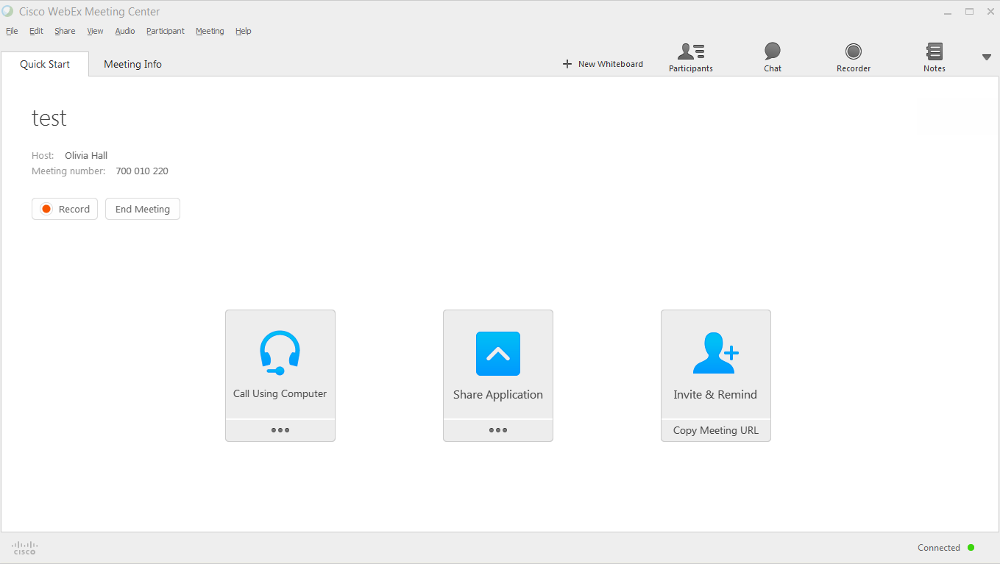 Cisco WebEx Meeting Center
File Edit Share View Audio Participant Meeting Help
Quick Start Meeting Info New Whiteboard Participants Chat Recorder Notes
test
Host: Olivia Hall
Meeting number: 700 010 220
Record End Meeting
Call Using Computer Share Application Invite & Remind
Copy Meeting URL
CISCO Connected